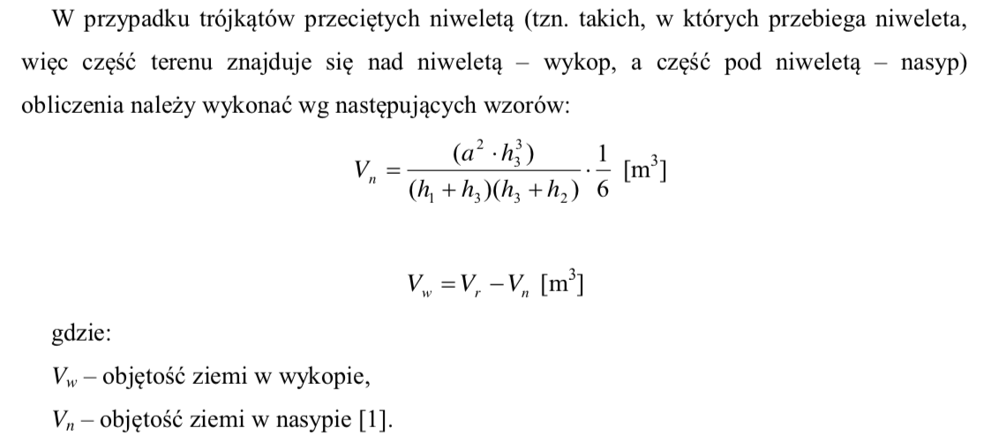 W przypadku trójkątów przeciętych niweletą (tzn. takich, w których przebiega niweleta,
więc część terenu znajduje się nad niweletą – wykop, a część pod niweletą – nasyp)
obliczenia należy wykonać wg następujących wzorów:
V_n = \frac{(a^2 \cdot h_3^3)}{(h_1 + h_3)(h_3 + h_2)} \cdot \frac{1}{6} [m^3]
V_w = V_r - V_n [m^3]
gdzie:
V_w – objętość ziemi w wykopie,
V_n – objętość ziemi w nasypie [1].